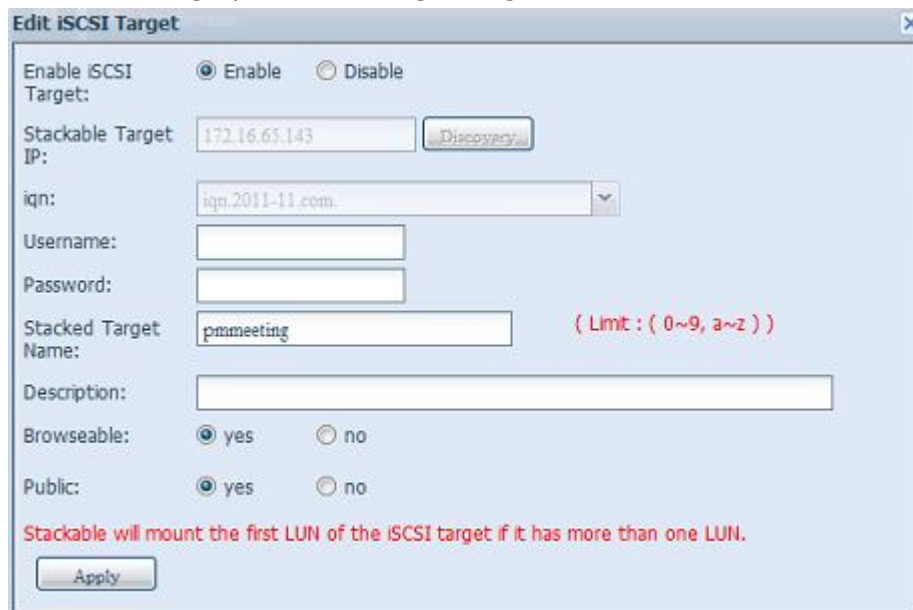 Edit iSCSI Target
Enable iSCSI Target: Enable Disable
Stackable Target IP: 172.16.65.143 Discovery
iqn: iqn.2011-11.com.
Username:
Password:
Stacked Target Name: pmmeeting ( Limit : ( 0~9, a~z ) )
Description:
Browseable: yes no
Public: yes no
Stackable will mount the first LUN of the iSCSI target if it has more than one LUN.
Apply